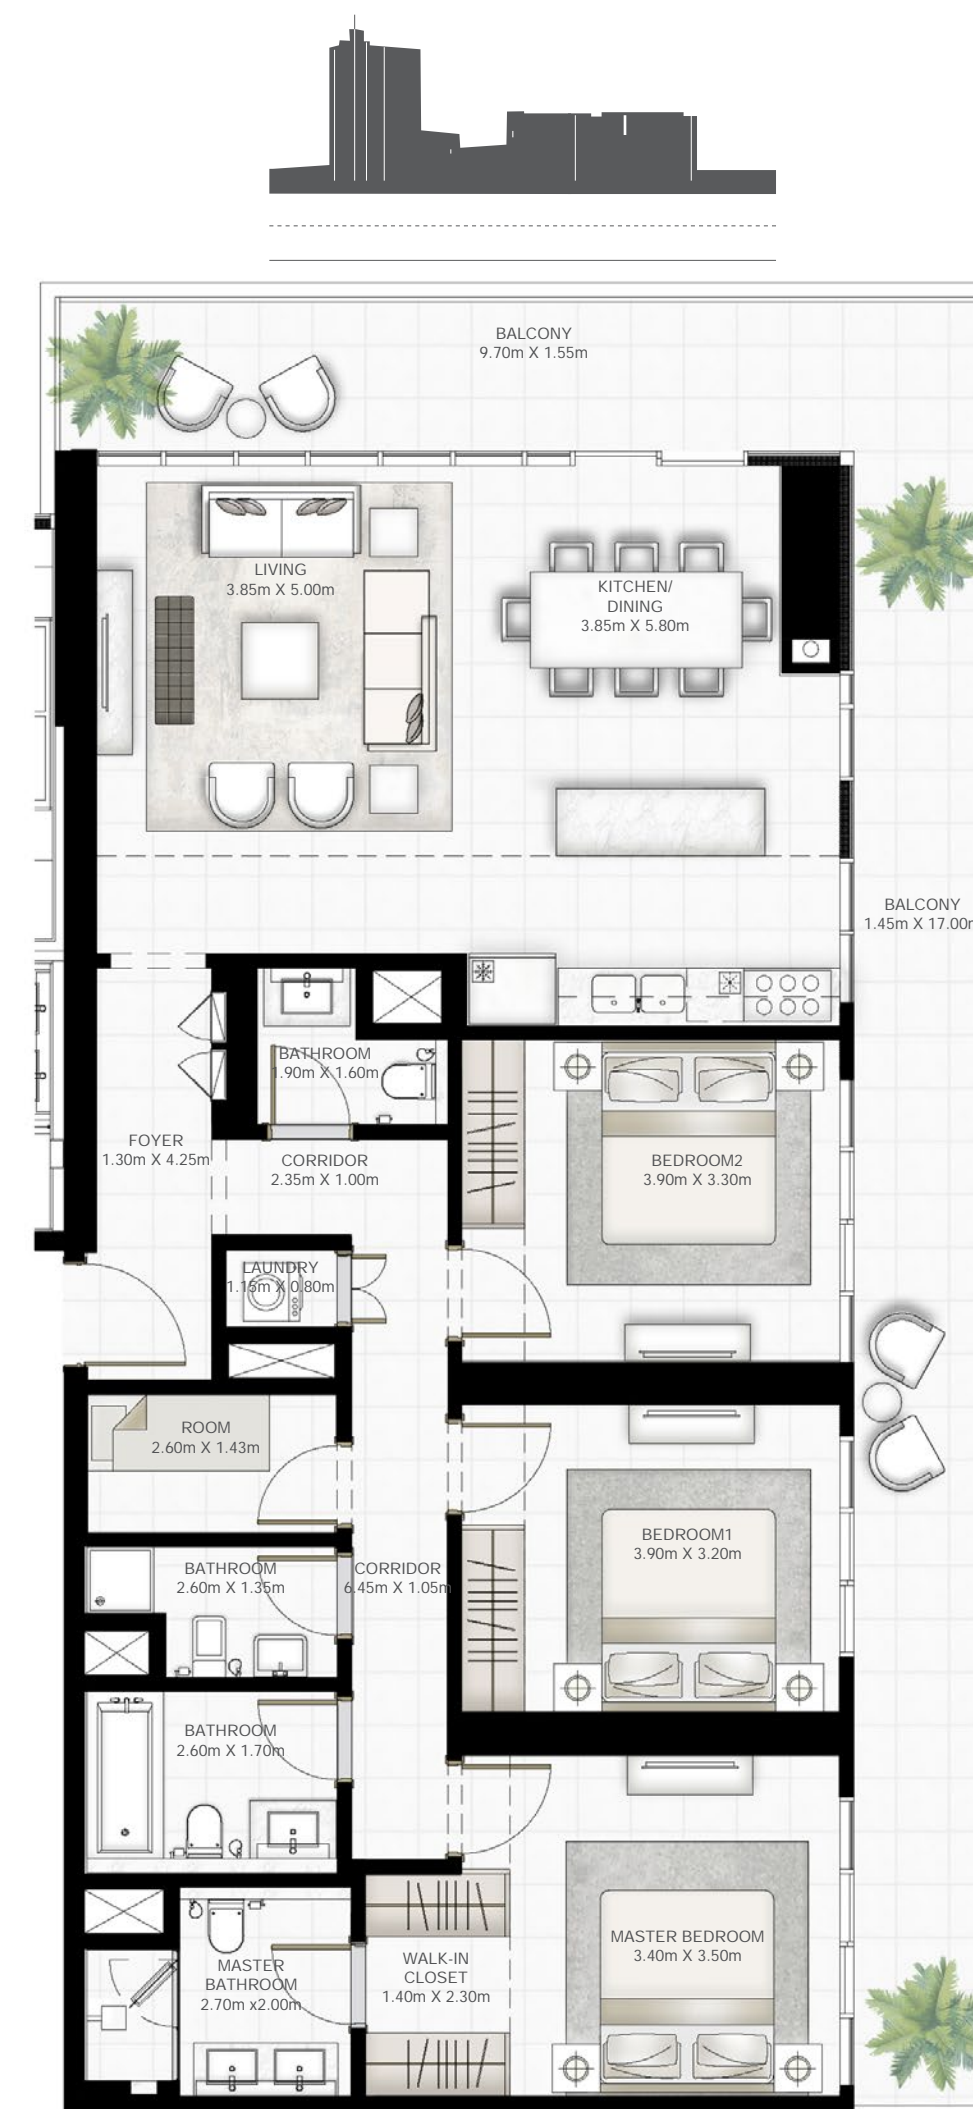 BALCONY
9.70m X 1.55m
LIVING
3.85m X 5.00m
KITCHEN/
DINING
3.85m X 5.80m
BALCONY
1.45m X 17.00m
BATHROOM
1.90m X 1.60m
FOYER
1.30m X 4.25m
CORRIDOR
2.35m X 1.00m
BEDROOM2
3.90m X 3.30m
LAUNDRY
1.15m X 0.80m
ROOM
2.60m X 1.43m
BEDROOM1
3.90m X 3.20m
BATHROOM
2.60m X 1.35m
CORRIDOR
6.45m X 1.05m
BATHROOM
2.60m X 1.70m
MASTER BEDROOM
3.40m X 3.50m
WALK-IN
CLOSET
1.40m X 2.30m
MASTER
BATHROOM
2.70m x2.00m